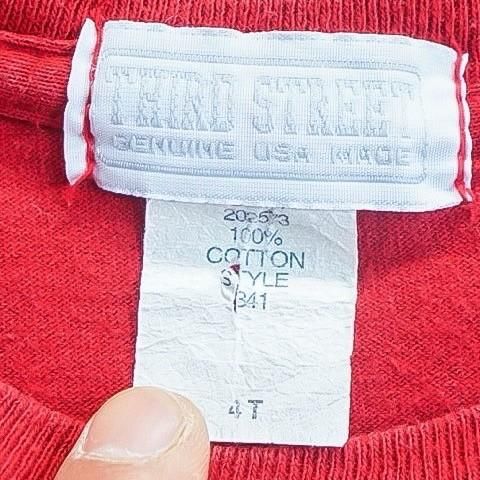 THIRD STREET
GENUINE USA MADE
100%
COTTON
STYLE
341
4T